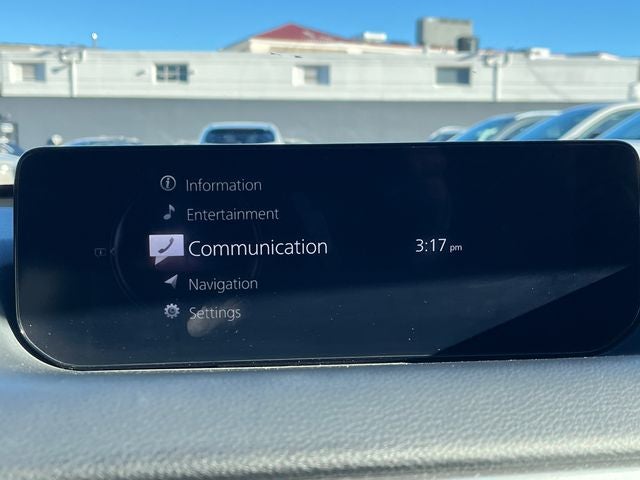 Information
Entertainment
Communication
3:17 pm
Navigation
Settings